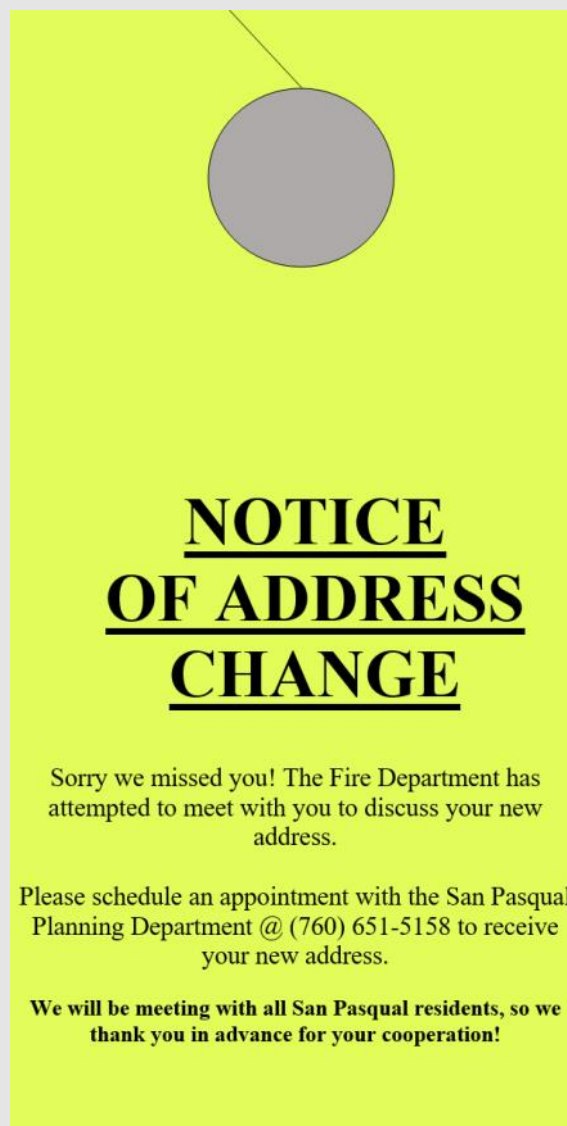 NOTICE
OF ADDRESS
CHANGE
Sorry we missed you! The Fire Department has
attempted to meet with you to discuss your new
address.
Please schedule an appointment with the San Pasqual
Planning Department @ (760) 651-5158 to receive
your new address.
We will be meeting with all San Pasqual residents, so we
thank you in advance for your cooperation!